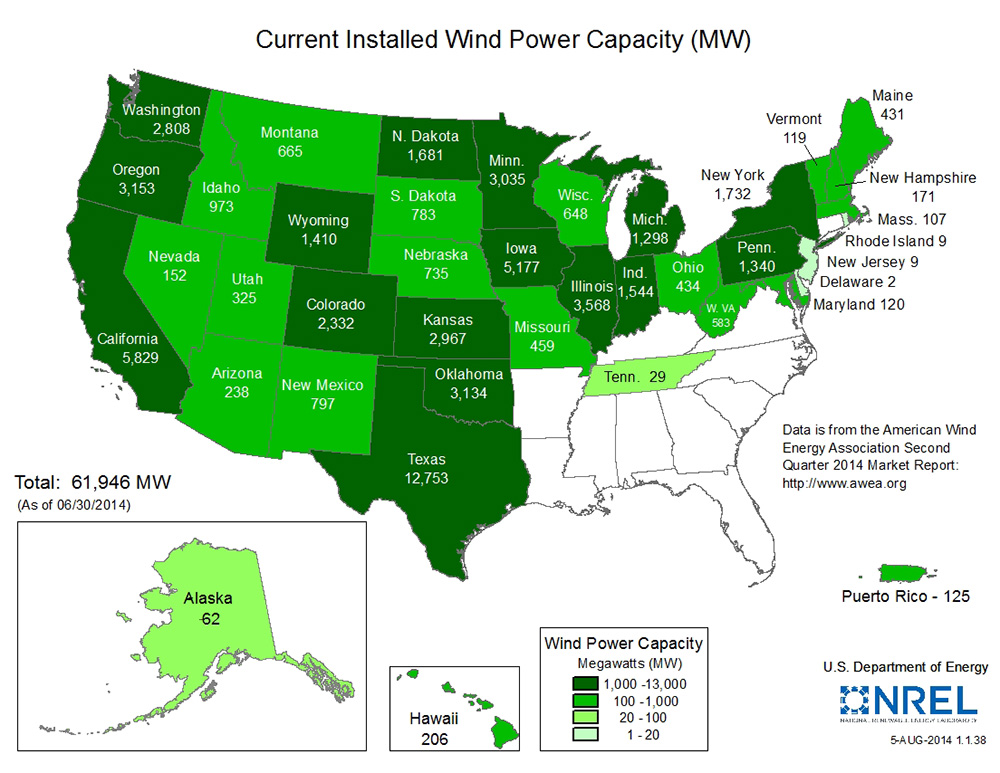 Current Installed Wind Power Capacity (MW)
Washington
2,808
Oregon
3,153
California
5,829
Nevada
152
Idaho
973
Montana
665
Wyoming
1,410
Utah
325
Colorado
2,332
Arizona
238
New Mexico
797
N. Dakota
1,681
S. Dakota
783
Nebraska
735
Kansas
2,967
Oklahoma
3,134
Texas
12,753
Minn.
3,035
Iowa
5,177
Missouri
459
Wisc.
648
Illinois
3,568
Mich.
1,298
Ind.
1,544
Ohio
434
W. VA
583
Tenn. 29
Penn.
1,340
New York
1,732
Vermont
119
Maine
431
New Hampshire
171
Mass. 107
Rhode Island 9
New Jersey 9
Delaware 2
Maryland 120
Data is from the American Wind
Energy Association Second
Quarter 2014 Market Report:
http://www.awea.org
Total: 61,946 MW
(As of 06/30/2014)
Alaska
62
Hawaii
206
Puerto Rico - 125
Wind Power Capacity
Megawatts (MW)
1,000 -13,000
100 -1,000
20 -100
1 - 20
U.S. Department of Energy
NREL
NATIONAL RENEWABLE ENERGY LABORATORY
5-AUG-2014 1.1.38